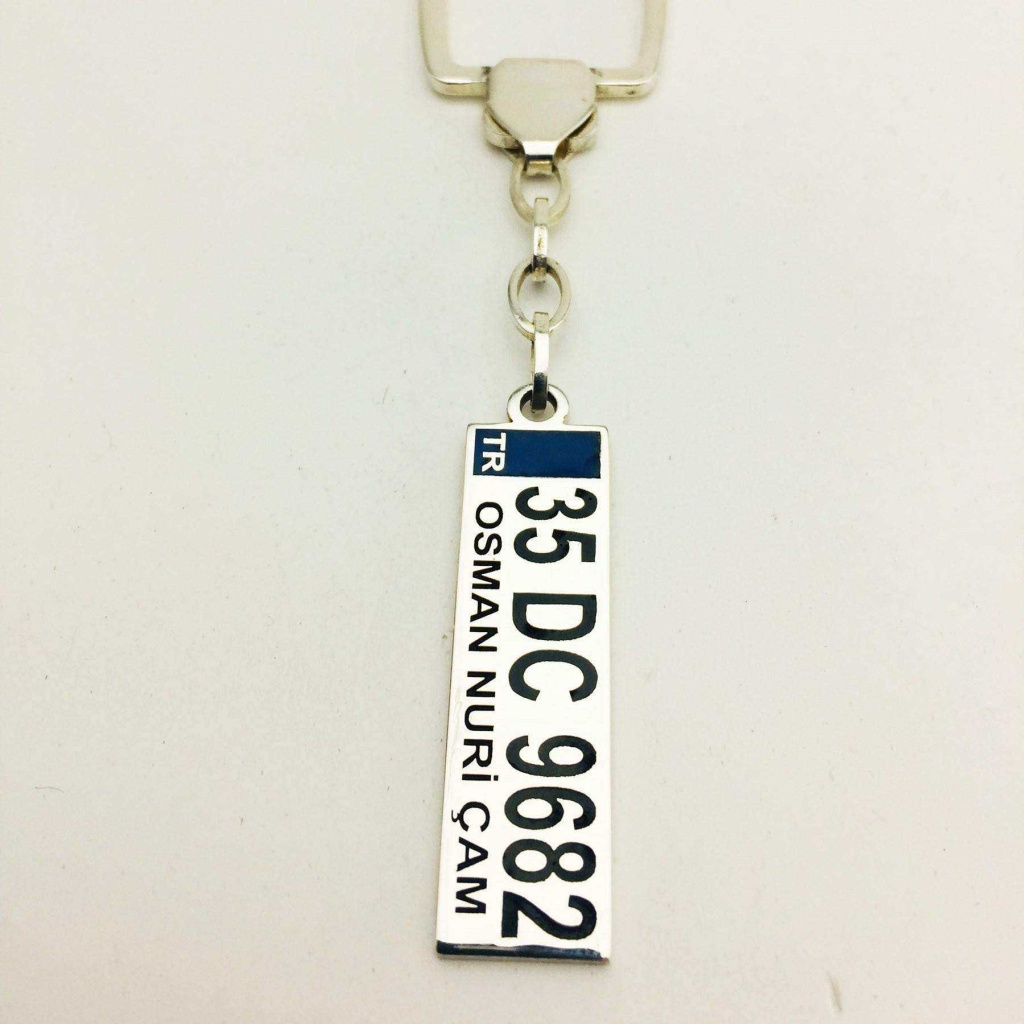 TR
35 DC 9682
OSMAN NURİ ÇAM